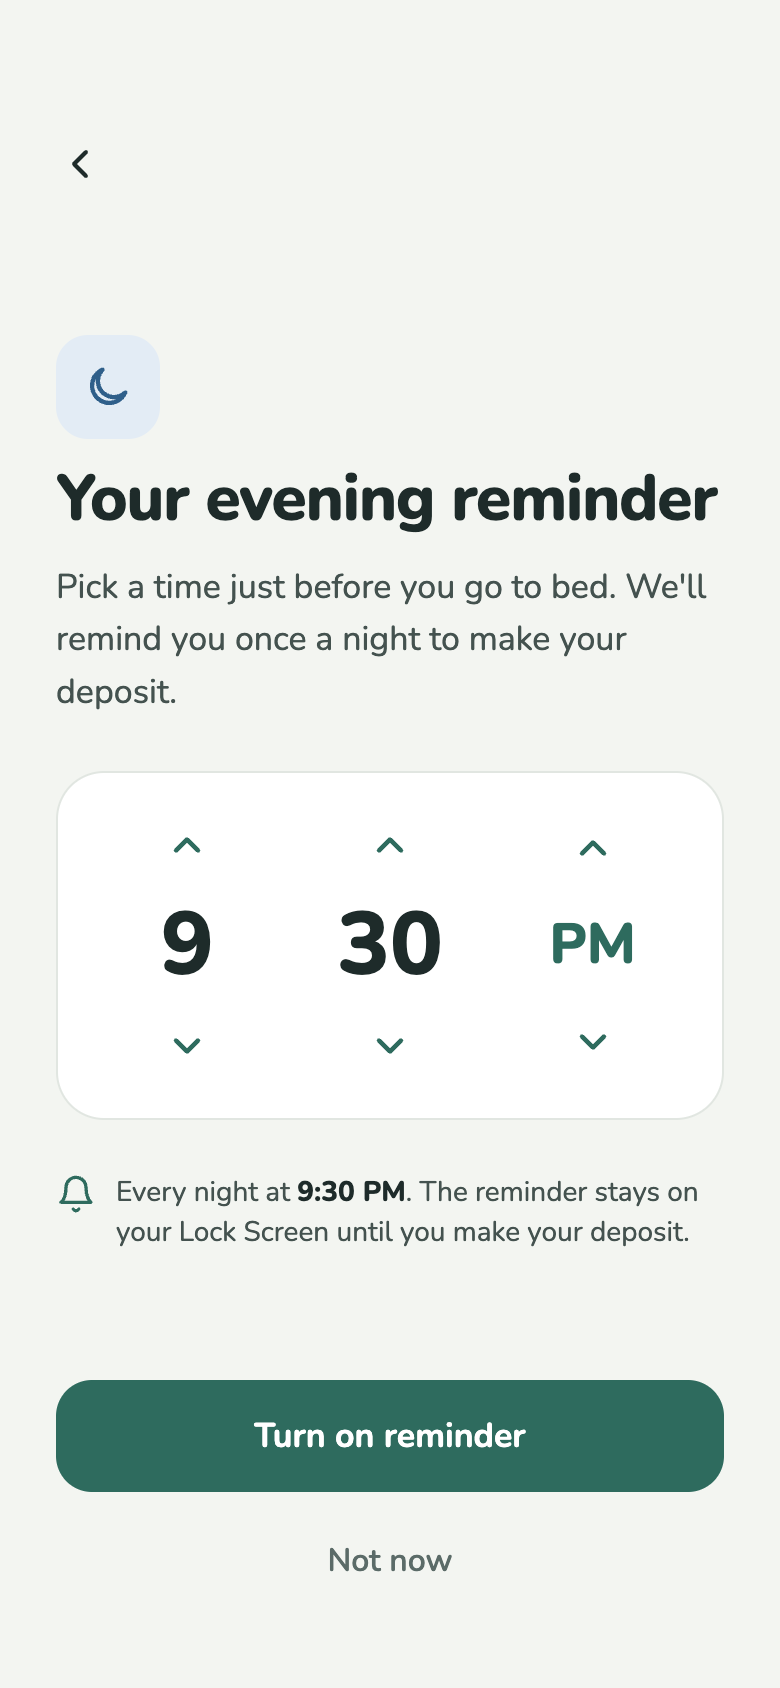 Your evening reminder
Pick a time just before you go to bed. We'll
remind you once a night to make your
deposit.
9 30 PM
Every night at 9:30 PM. The reminder stays on
your Lock Screen until you make your deposit.
Turn on reminder
Not now